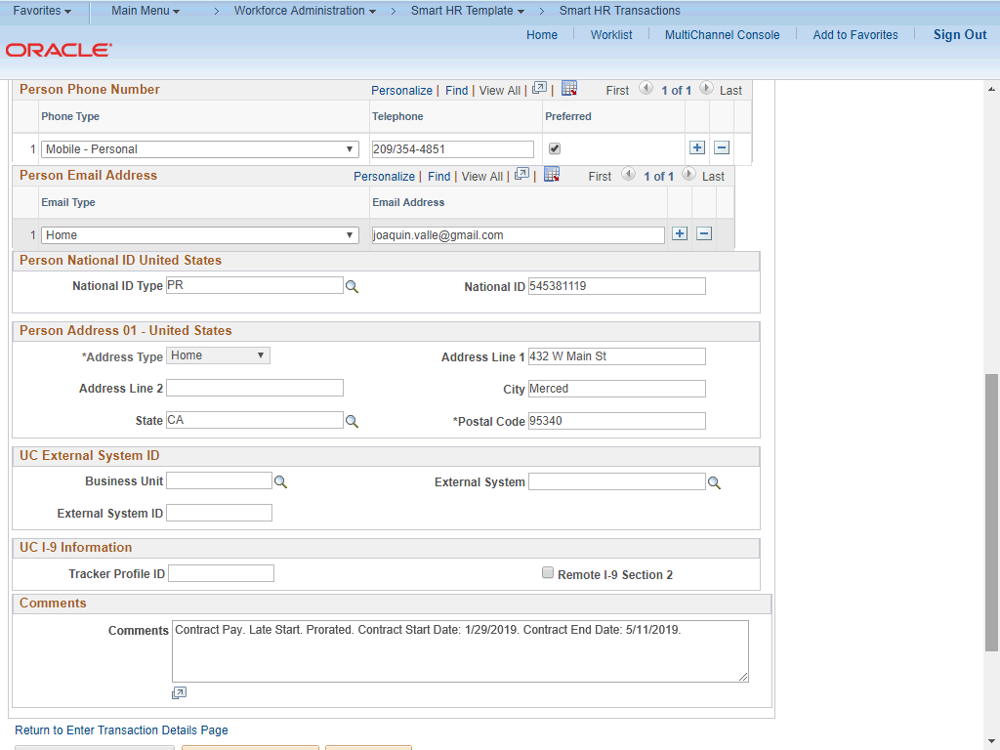 Favorites Main Menu > Workforce Administration > Smart HR Template > Smart HR Transactions
Home Worklist MultiChannel Console Add to Favorites Sign Out
ORACLE
Person Phone Number Personalize | Find | View All | | First 1 of 1 Last
Phone Type Telephone Preferred
1 Mobile - Personal 209/354-4851
Person Email Address Personalize | Find | View All | | First 1 of 1 Last
Email Type Email Address
1 Home joaquin.valle@gmail.com
Person National ID United States
National ID Type PR National ID 545381119
Person Address 01 - United States
*Address Type Home Address Line 1 432 W Main St
Address Line 2 City Merced
State CA *Postal Code 95340
UC External System ID
Business Unit External System
External System ID
UC I-9 Information
Tracker Profile ID Remote I-9 Section 2
Comments
Comments Contract Pay. Late Start. Prorated. Contract Start Date: 1/29/2019. Contract End Date: 5/11/2019.
Return to Enter Transaction Details Page